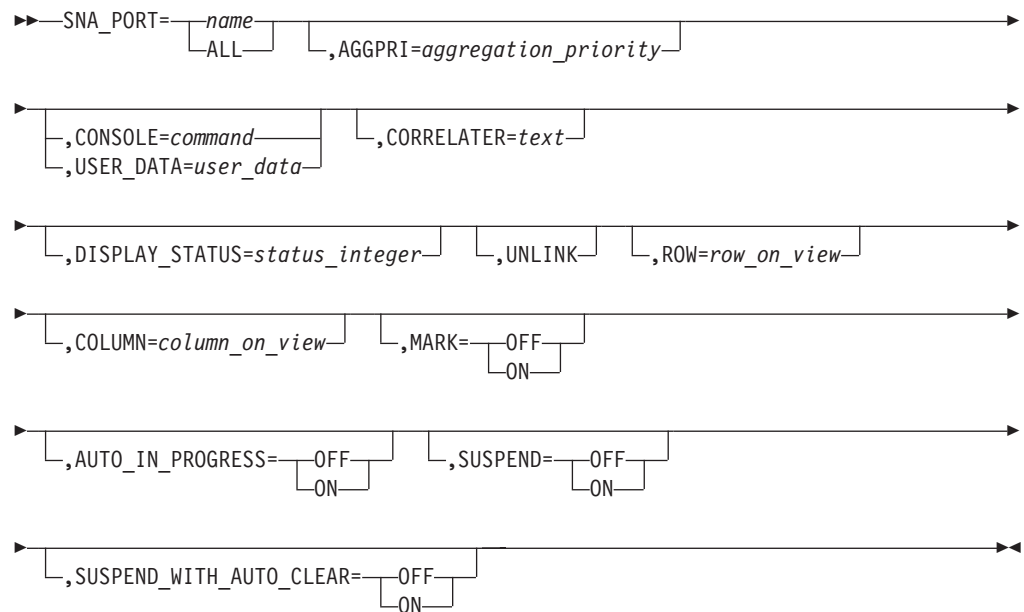 SNA_PORT= name
ALL ,AGGPRI=aggregation_priority
,CONSOLE=command ,CORRELATER=text
,USER_DATA=user_data
,DISPLAY_STATUS=status_integer ,UNLINK ,ROW=row_on_view
,COLUMN=column_on_view ,MARK= OFF
ON
,AUTO_IN_PROGRESS= OFF ,SUSPEND= OFF
ON ON
,SUSPEND_WITH_AUTO_CLEAR= OFF
ON